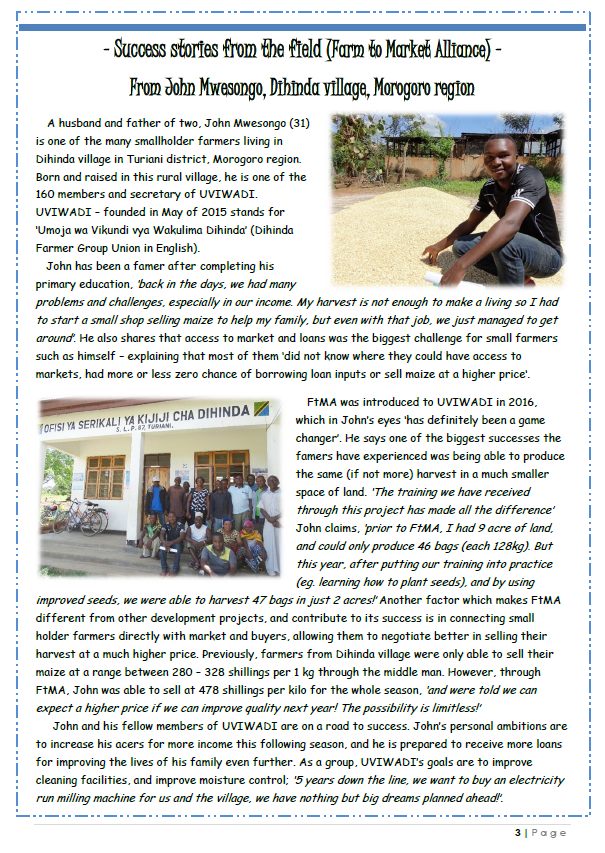 - Success stories from the field (Farm to Market Alliance) -
From John Mwesongo, Dihinda village, Morogoro region
A husband and father of two, John Mwesongo (31)
is one of the many smallholder farmers living in
Dihinda village in Turiani district, Morogoro region.
Born and raised in this rural village, he is one of the
160 members and secretary of UVIWADI.
UVIWADI – founded in May of 2015 stands for
'Umoja wa Vikundi vya Wakulima Dihinda' (Dihinda
Farmer Group Union in English).
John has been a famer after completing his
primary education, 'back in the days, we had many
problems and challenges, especially in our income. My harvest is not enough to make a living so I had
to start a small shop selling maize to help my family, but even with that job, we just managed to get
around'. He also shares that access to market and loans was the biggest challenge for small farmers
such as himself – explaining that most of them 'did not know where they could have access to
markets, had more or less zero chance of borrowing loan inputs or sell maize at a higher price'.
OFISI YA SERIKALI YA KIJIJI CHA DIHINDA
S.L.P. 87, TURIANI.
FtMA was introduced to UVIWADI in 2016,
which in John's eyes 'has definitely been a game
changer'. He says one of the biggest successes the
famers have experienced was being able to produce
the same (if not more) harvest in a much smaller
space of land. 'The training we have received
through this project has made all the difference'
John claims, 'prior to FtMA, I had 9 acre of land,
and could only produce 46 bags (each 128kg). But
this year, after putting our training into practice
(eg. learning how to plant seeds), and by using
improved seeds, we were able to harvest 47 bags in just 2 acres!' Another factor which makes FtMA
different from other development projects, and contribute to its success is in connecting small
holder farmers directly with market and buyers, allowing them to negotiate better in selling their
harvest at a much higher price. Previously, farmers from Dihinda village were only able to sell their
maize at a range between 280 – 328 shillings per 1 kg through the middle man. However, through
FtMA, John was able to sell at 478 shillings per kilo for the whole season, 'and were told we can
expect a higher price if we can improve quality next year! The possibility is limitless!'
John and his fellow members of UVIWADI are on a road to success. John's personal ambitions are
to increase his acers for more income this following season, and he is prepared to receive more loans
for improving the lives of his family even further. As a group, UVIWADI's goals are to improve
cleaning facilities, and improve moisture control; '5 years down the line, we want to buy an electricity
run milling machine for us and the village, we have nothing but big dreams planned ahead!'.
3 | P a g e